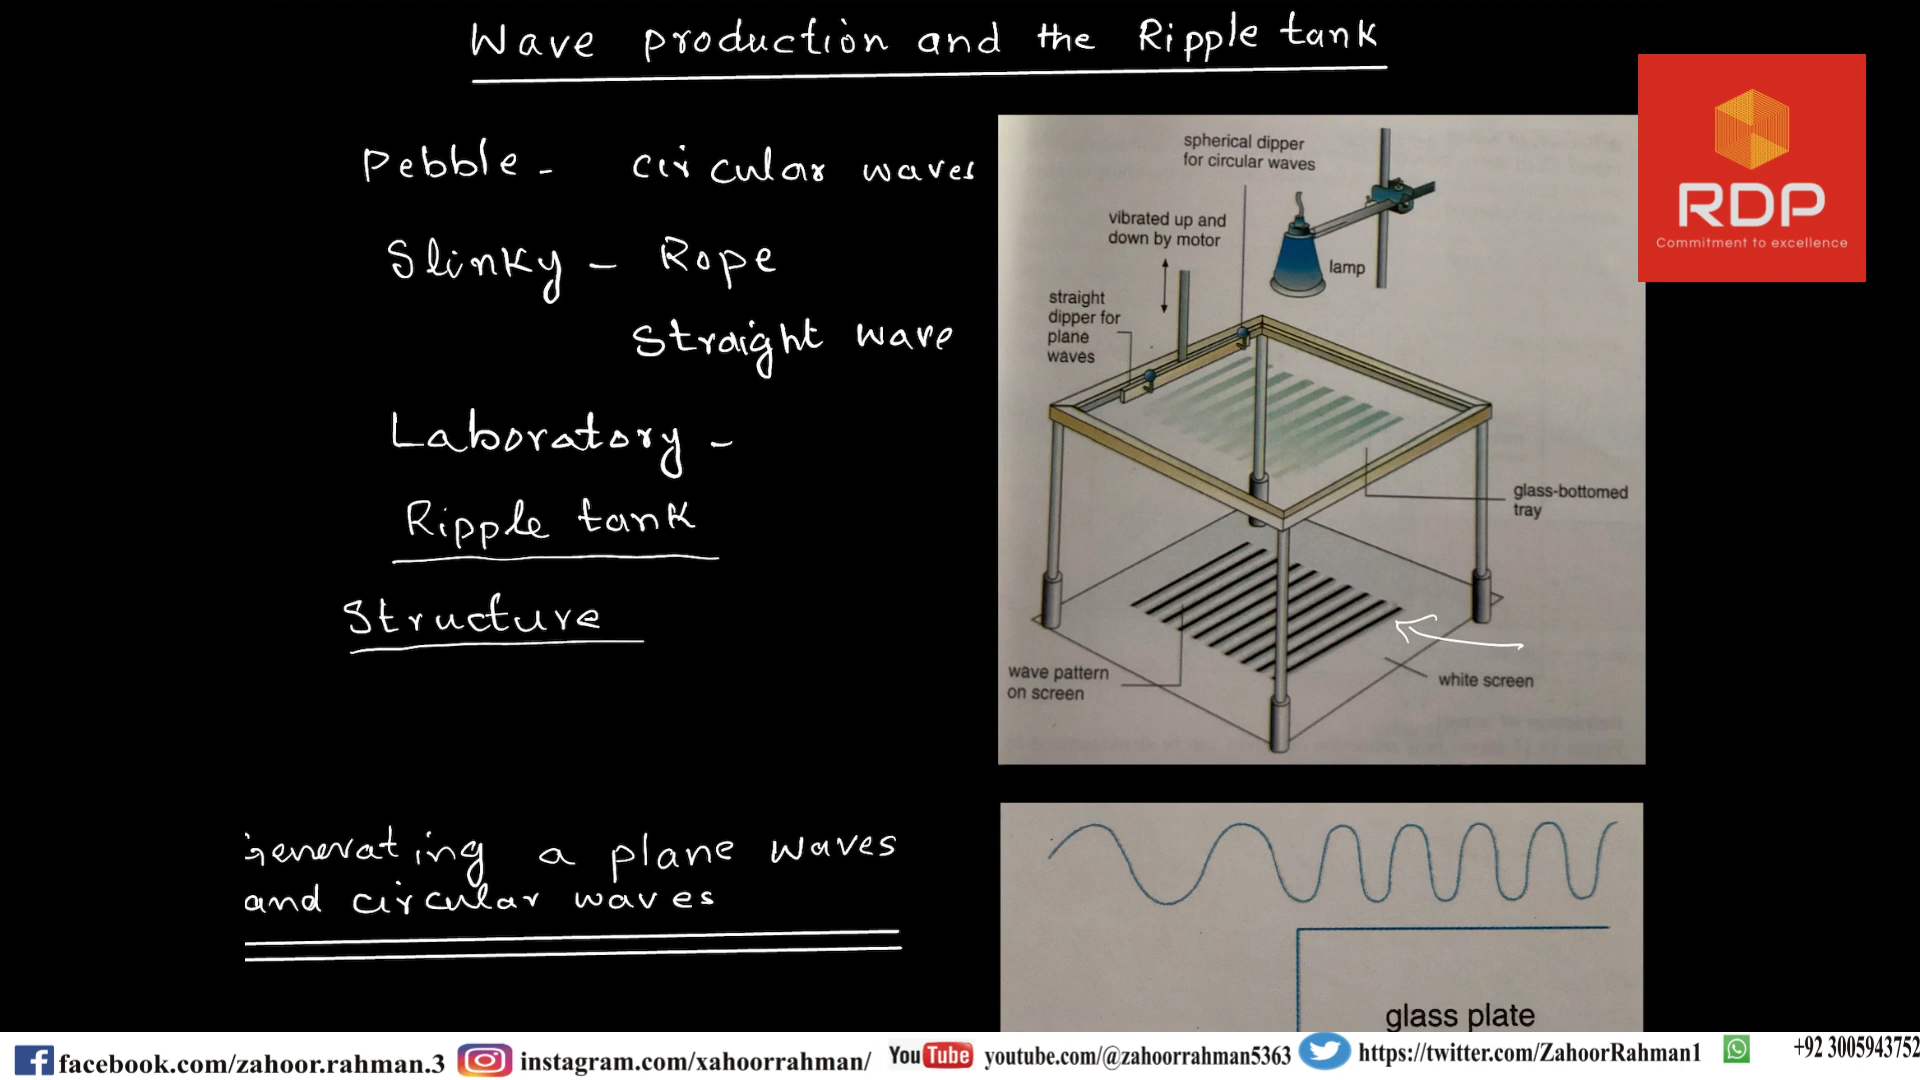 Wave production and the Ripple tank
Pebble - circular waves
Slinky - Rope
Straight wave
Laboratory -
Ripple tank
Structure
Generating a plane waves
and circular waves
spherical dipper
for circular waves
vibrated up and
down by motor
lamp
straight
dipper for
plane
waves
glass-bottomed
tray
wave pattern
on screen
white screen
glass plate
RDP
Commitment to excellence
facebook.com/zahoor.rahman.3
instagram.com/xahoorrahman/
YouTube youtube.com/@zahoorrahman5363
https://twitter.com/ZahoorRahman1
+92 3005943752